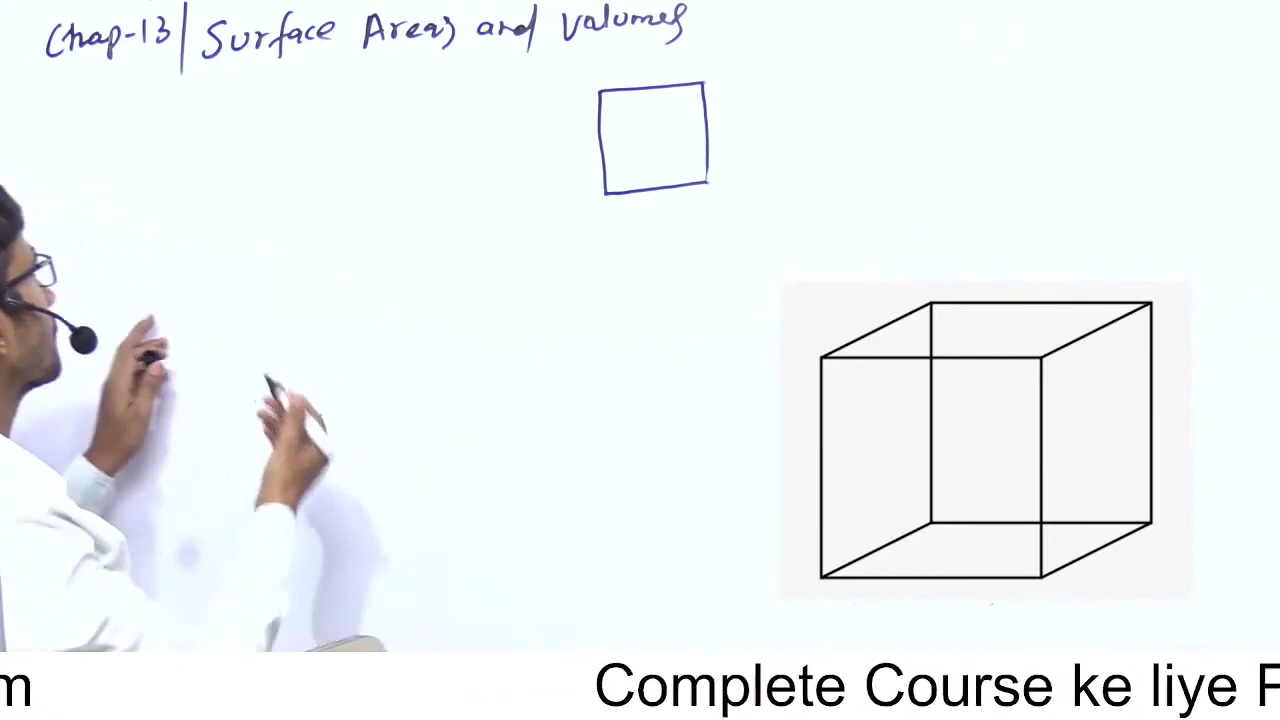 Chap-13 | Surface Areas and Volumes
m Complete Course ke liye F